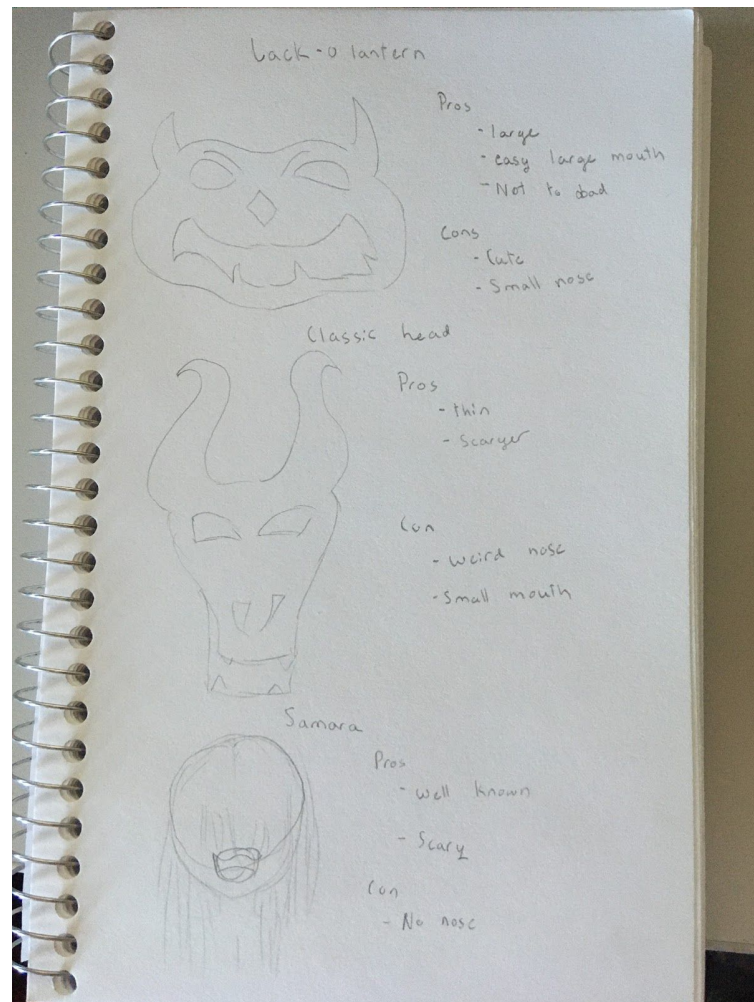 Lack-o lantern
Pros
- large
- easy large mouth
- Not to bad
Cons
- Cute
- Small nose
Classic head
Pros
- thin
- Scaryer
Con
- weird nose
- Small mouth
Samara
Pros
- Well known
- Scary
Con
- No nose